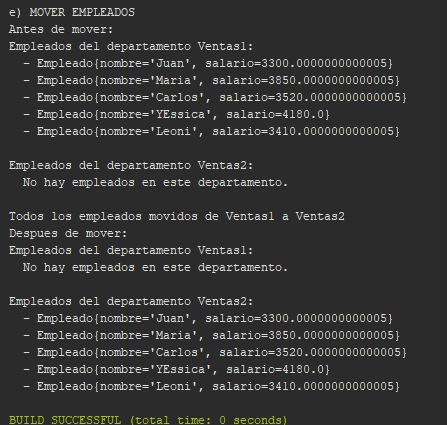 e) MOVER EMPLEADOS
Antes de mover:
Empleados del departamento Ventas1:
  - Empleado{nombre='Juan', salario=3300.0000000000005}
  - Empleado{nombre='Maria', salario=3850.0000000000005}
  - Empleado{nombre='Carlos', salario=3520.0000000000005}
  - Empleado{nombre='YEssica', salario=4180.0}
  - Empleado{nombre='Leoni', salario=3410.0000000000005}

Empleados del departamento Ventas2:
  No hay empleados en este departamento.

Todos los empleados movidos de Ventas1 a Ventas2
Despues de mover:
Empleados del departamento Ventas1:
  No hay empleados en este departamento.

Empleados del departamento Ventas2:
  - Empleado{nombre='Juan', salario=3300.0000000000005}
  - Empleado{nombre='Maria', salario=3850.0000000000005}
  - Empleado{nombre='Carlos', salario=3520.0000000000005}
  - Empleado{nombre='YEssica', salario=4180.0}
  - Empleado{nombre='Leoni', salario=3410.0000000000005}

BUILD SUCCESSFUL (total time: 0 seconds)